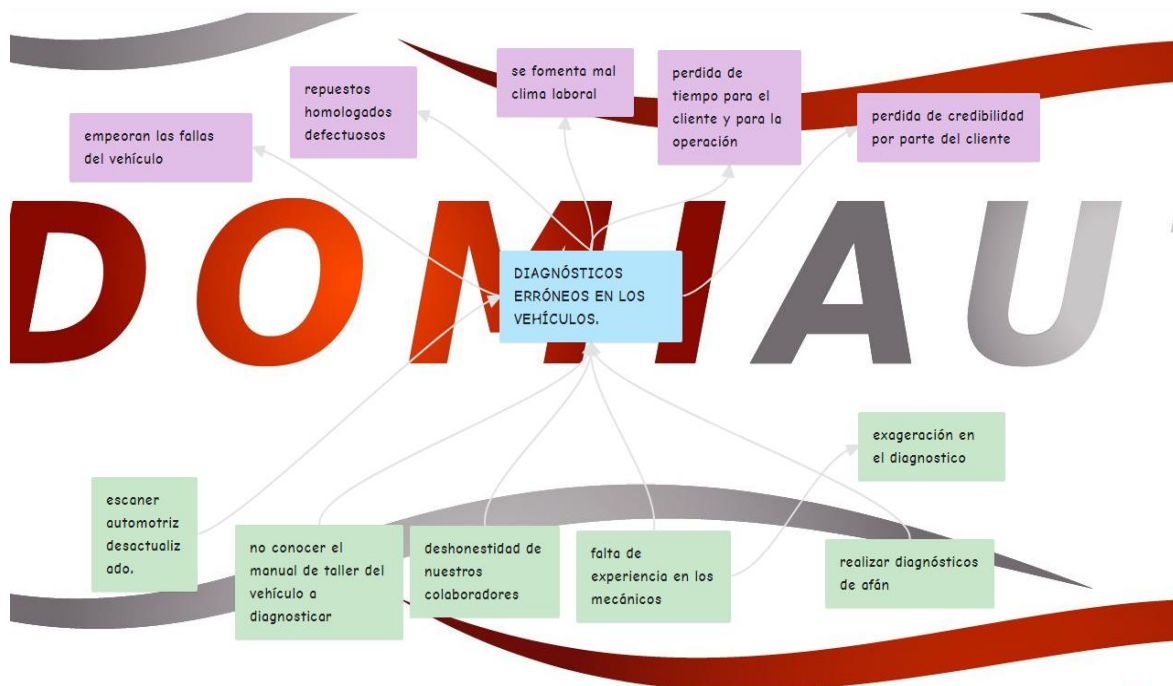 se fomenta mal
clima laboral
perdida de
tiempo para el
cliente y para la
operación
repuestos
homologados
defectuosos
perdida de credibilidad
por parte del cliente
empeoran las fallas
del vehículo
DOMIAU
DIAGNÓSTICOS
ERRÓNEOS EN LOS
VEHÍCULOS.
exageración en
el diagnostico
escaner
automotriz
desactualiz
ado.
no conocer el
manual de taller del
vehículo a
diagnosticar
deshonestidad de
nuestros
colaboradores
falta de
experiencia en los
mecánicos
realizar diagnósticos
de afán